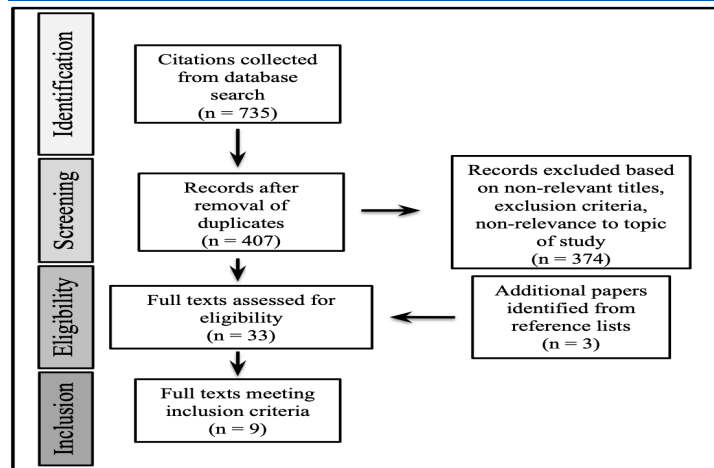 Identification
Citations collected
from database
search
(n = 735)
Screening
Records after
removal of
duplicates
(n = 407)
Records excluded based
on non-relevant titles,
exclusion criteria,
non-relevance to topic
of study
(n = 374)
Eligibility
Full texts assessed for
eligibility
(n = 33)
Additional papers
identified from
reference lists
(n = 3)
Inclusion
Full texts meeting
inclusion criteria
(n = 9)